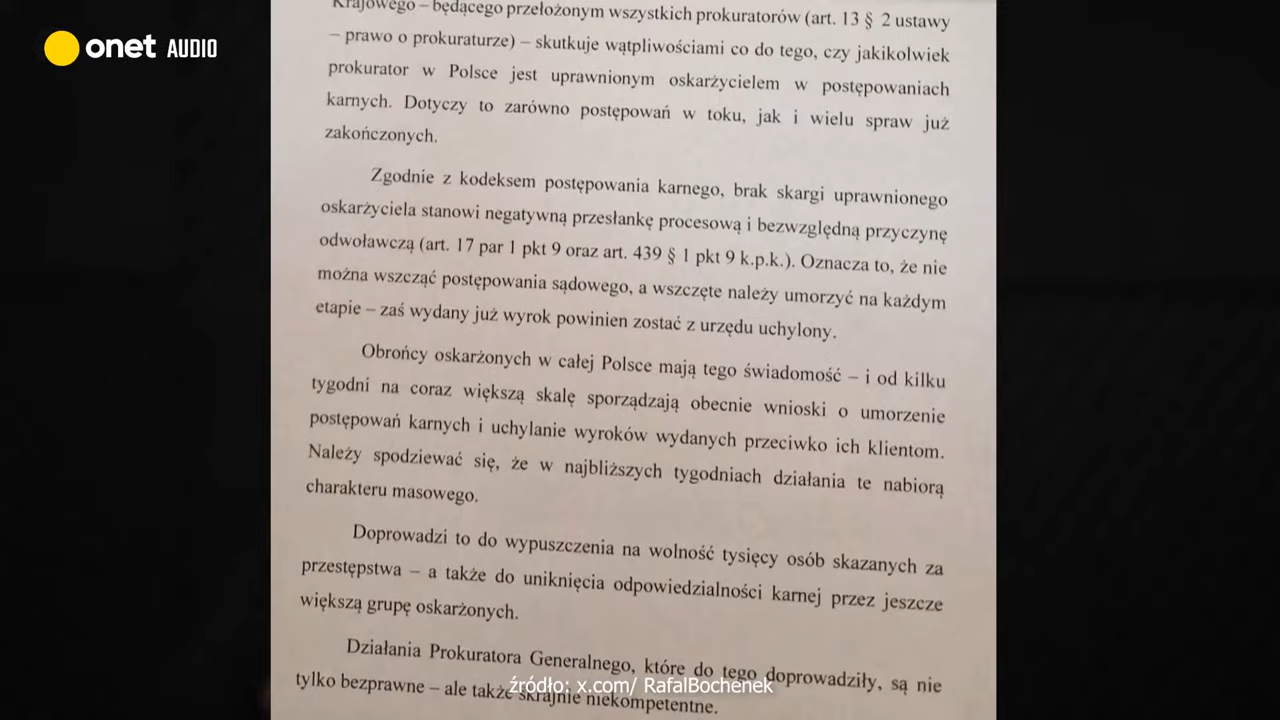 onet AUDIO
Krajowego – będącego przełożonym wszystkich prokuratorów (art. 13 § 2 ustawy
– prawo o prokuraturze) – skutkuje wątpliwościami co do tego, czy jakikolwiek
prokurator w Polsce jest uprawnionym oskarżycielem w postępowaniach
karnych. Dotyczy to zarówno postępowań w toku, jak i wielu spraw już
zakończonych.
Zgodnie z kodeksem postępowania karnego, brak skargi uprawnionego
oskarżyciela stanowi negatywną przesłankę procesową i bezwzględną przyczynę
odwoławczą (art. 17 par 1 pkt 9 oraz art. 439 § 1 pkt 9 k.p.k.). Oznacza to, że nie
można wszcząć postępowania sądowego, a wszczęte należy umorzyć na każdym
etapie – zaś wydany już wyrok powinien zostać z urzędu uchylony.
Obrońcy oskarżonych w całej Polsce mają tego świadomość – i od kilku
tygodni na coraz większą skalę sporządzają obecnie wnioski o umorzenie
postępowań karnych i uchylanie wyroków wydanych przeciwko ich klientom.
Należy spodziewać się, że w najbliższych tygodniach działania te nabiorą
charakteru masowego.
Doprowadzi to do wypuszczenia na wolność tysięcy osób skazanych za
przestępstwa – a także do uniknięcia odpowiedzialności karnej przez jeszcze
większą grupę oskarżonych.
Działania Prokuratora Generalnego, które do tego doprowadziły, są nie
tylko bezprawne – ale także skrajnie niekompetentne.
źródło: x.com/ RafalBochenek